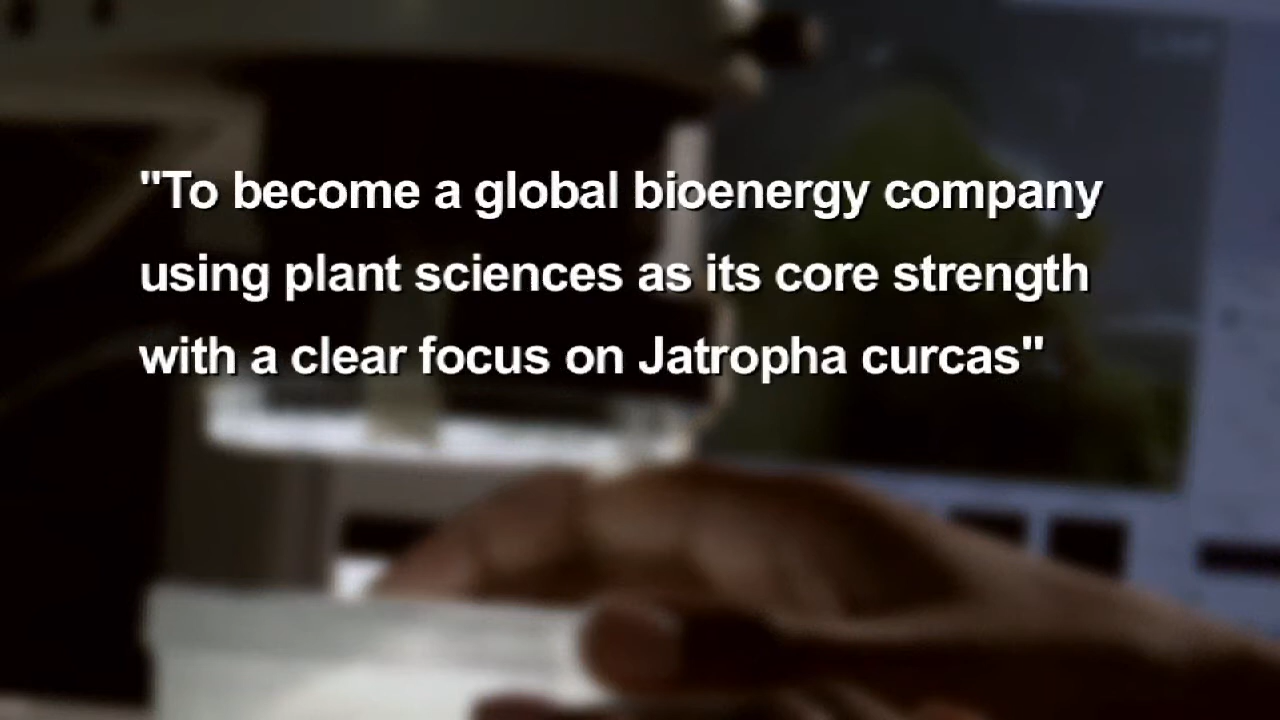 "To become a global bioenergy company
using plant sciences as its core strength
with a clear focus on Jatropha curcas"